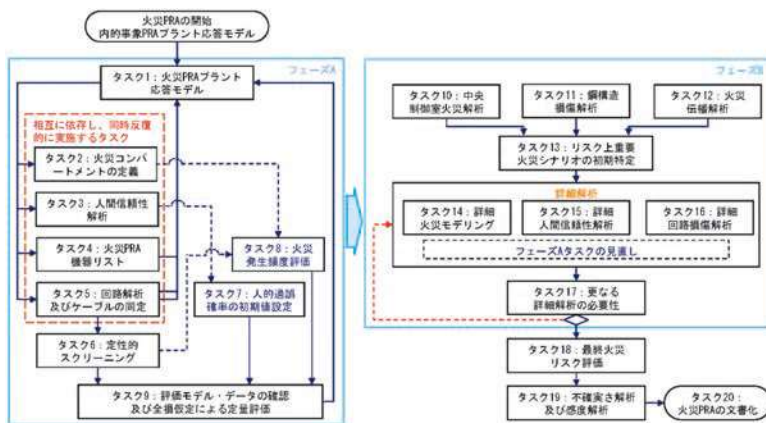 火災PRAの開始
内的事象PRAプラント応答モデル
フェーズA
タスク1：火災PRAプラント
応答モデル
相互に依存し、同時反復
的に実施するタスク
タスク2：火災コンパ
ートメントの定義
タスク3：人間信頼性
解析
タスク4：火災PRA
機器リスト
タスク5：回路解析
及びケーブルの同定
タスク6：定性的
スクリーニング
タスク8：火災
発生頻度評価
タスク7：人的過誤
確率の初期値設定
タスク9：評価モデル・データの確認
及び全損仮定による定量評価
フェーズB
タスク10：中央
制御室火災解析
タスク11：鋼構造
損傷解析
タスク12：火災
伝播解析
タスク13：リスク上重要
火災シナリオの初期特定
詳細解析
タスク14：詳細
火災モデリング
タスク15：詳細
人間信頼性解析
タスク16：詳細
回路損傷解析
フェーズAタスクの見直し
タスク17：更なる
詳細解析の必要性
タスク18：最終火災
リスク評価
タスク19：不確実さ解析
及び感度解析
タスク20：
火災PRAの文書化